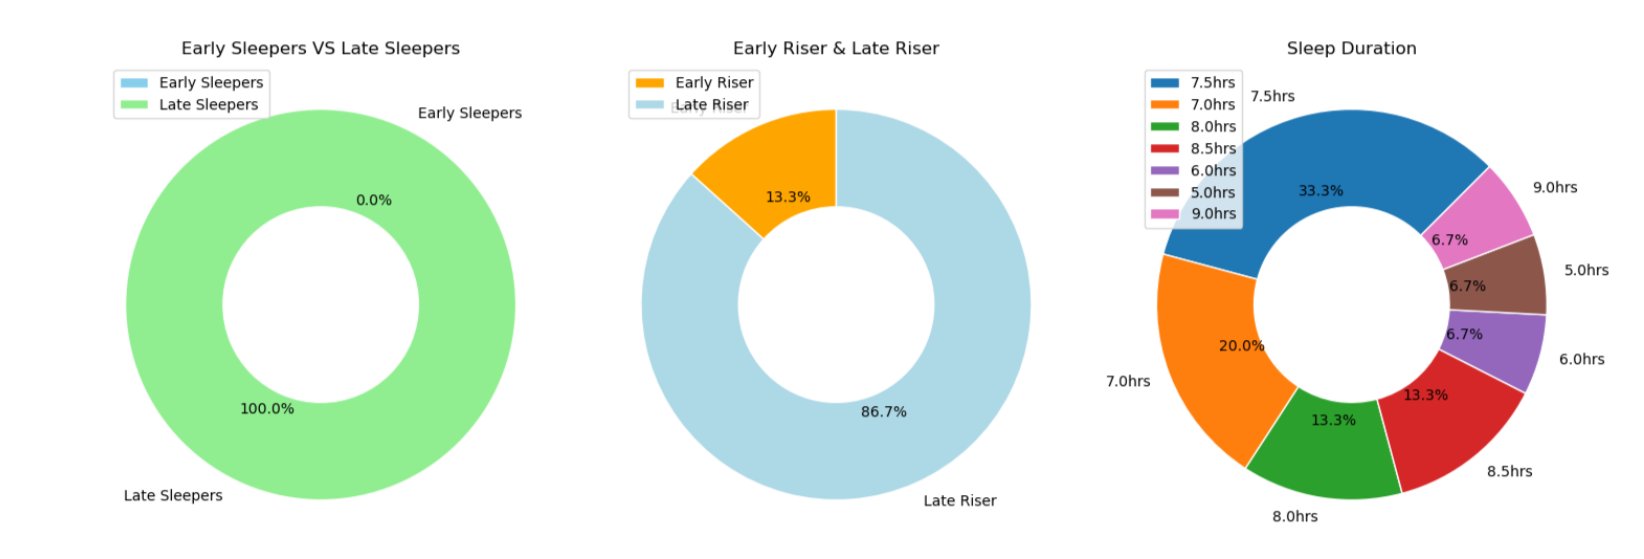 Early Sleepers VS Late Sleepers
Early Sleepers
Late Sleepers
Early Sleepers
0.0%
100.0%
Late Sleepers
Early Riser & Late Riser
Early Riser
Late Riser
Early Riser
13.3%
86.7%
Late Riser
Sleep Duration
7.5hrs
7.0hrs
8.0hrs
8.5hrs
6.0hrs
5.0hrs
9.0hrs
7.5hrs
33.3%
9.0hrs
6.7%
5.0hrs
6.7%
6.7%
6.0hrs
20.0%
7.0hrs
13.3%
13.3%
8.5hrs
8.0hrs